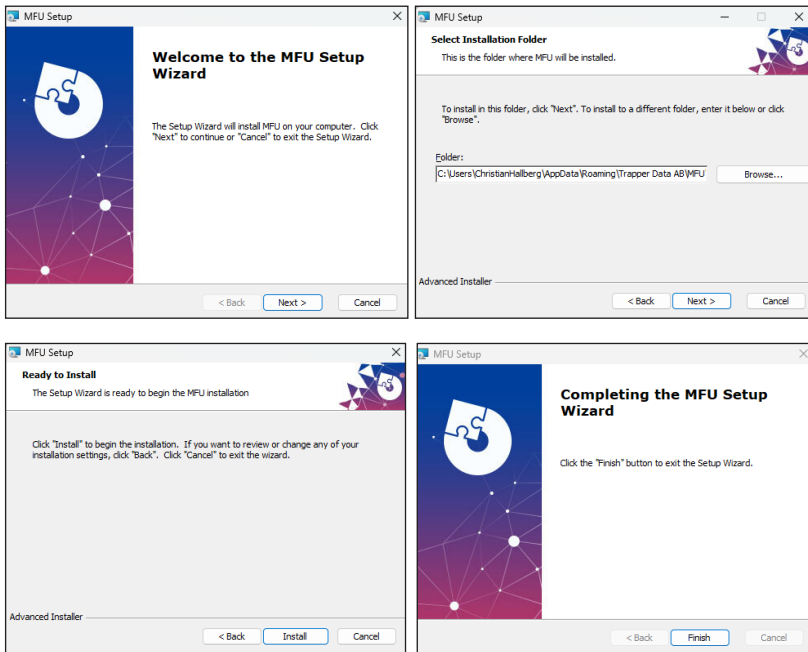 MFU Setup
Welcome to the MFU Setup
Wizard
The Setup Wizard will install MFU on your computer. Click
"Next" to continue or "Cancel" to exit the Setup Wizard.
< Back Next > Cancel
MFU Setup
Select Installation Folder
This is the folder where MFU will be installed.
To install in this folder, click "Next". To install to a different folder, enter it below or click
"Browse".
Folder:
C:\Users\ChristianHallberg\AppData\Roaming\Trapper Data AB\MFU Browse...
Advanced Installer
< Back Next > Cancel
MFU Setup
Ready to Install
The Setup Wizard is ready to begin the MFU installation
Click "Install" to begin the installation. If you want to review or change any of your
installation settings, click "Back". Click "Cancel" to exit the wizard.
Advanced Installer
< Back Install Cancel
MFU Setup
Completing the MFU Setup
Wizard
Click the "Finish" button to exit the Setup Wizard.
< Back Finish Cancel